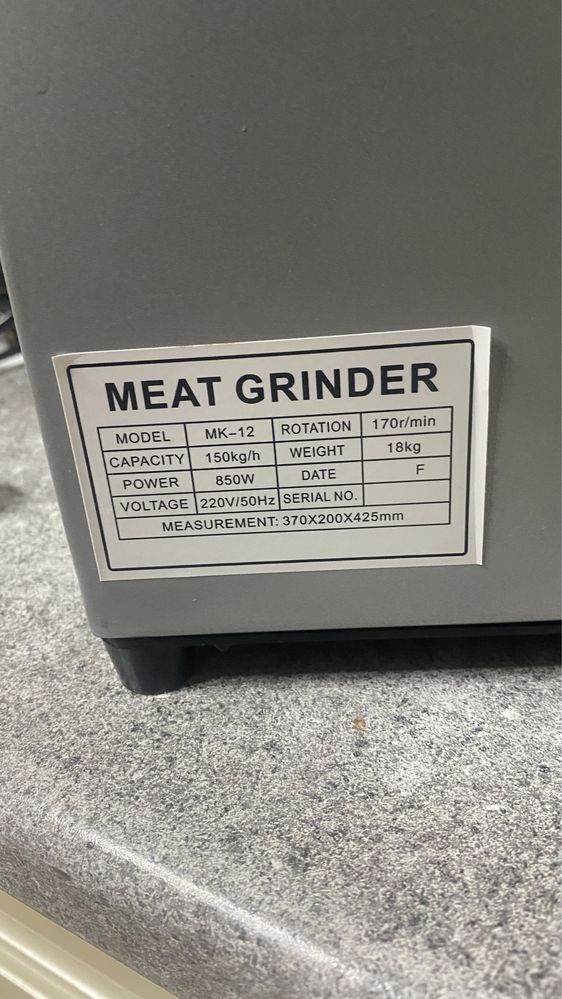 MEAT GRINDER
MODEL MK-12 ROTATION 170r/min
CAPACITY 150kg/h WEIGHT 18kg
POWER 850W DATE F
VOLTAGE 220V/50Hz SERIAL NO.
MEASUREMENT: 370X200X425mm